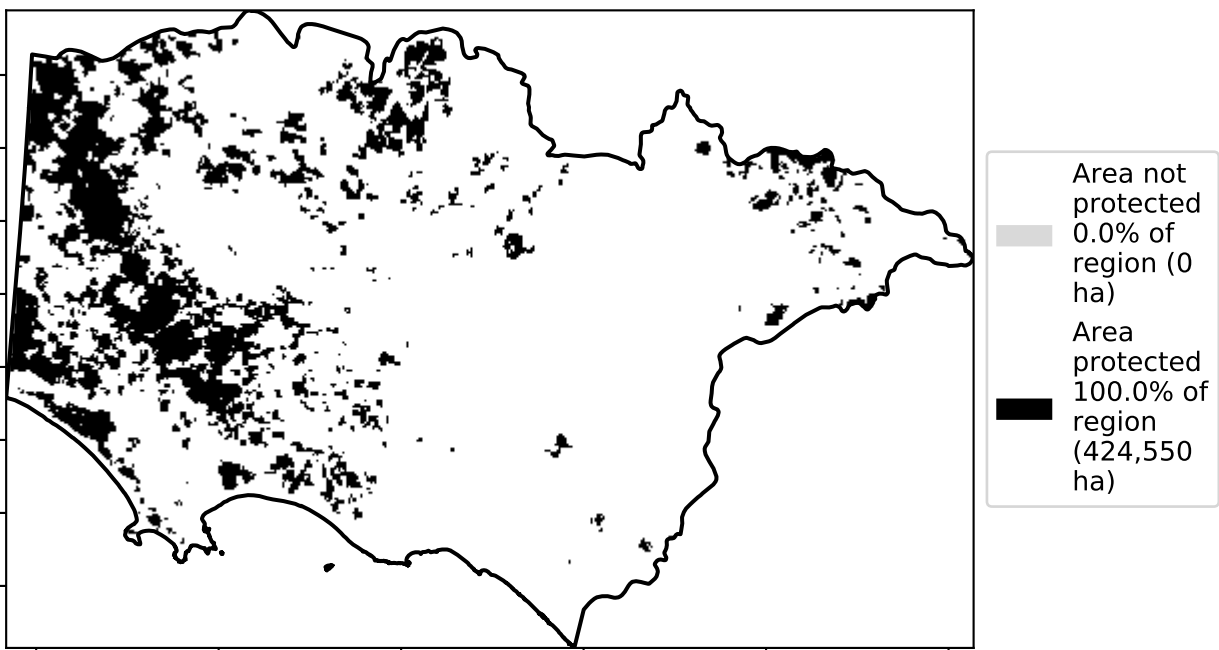 Area not
protected
0.0% of
region (0
ha)
Area
protected
100.0% of
region
(424,550
ha)